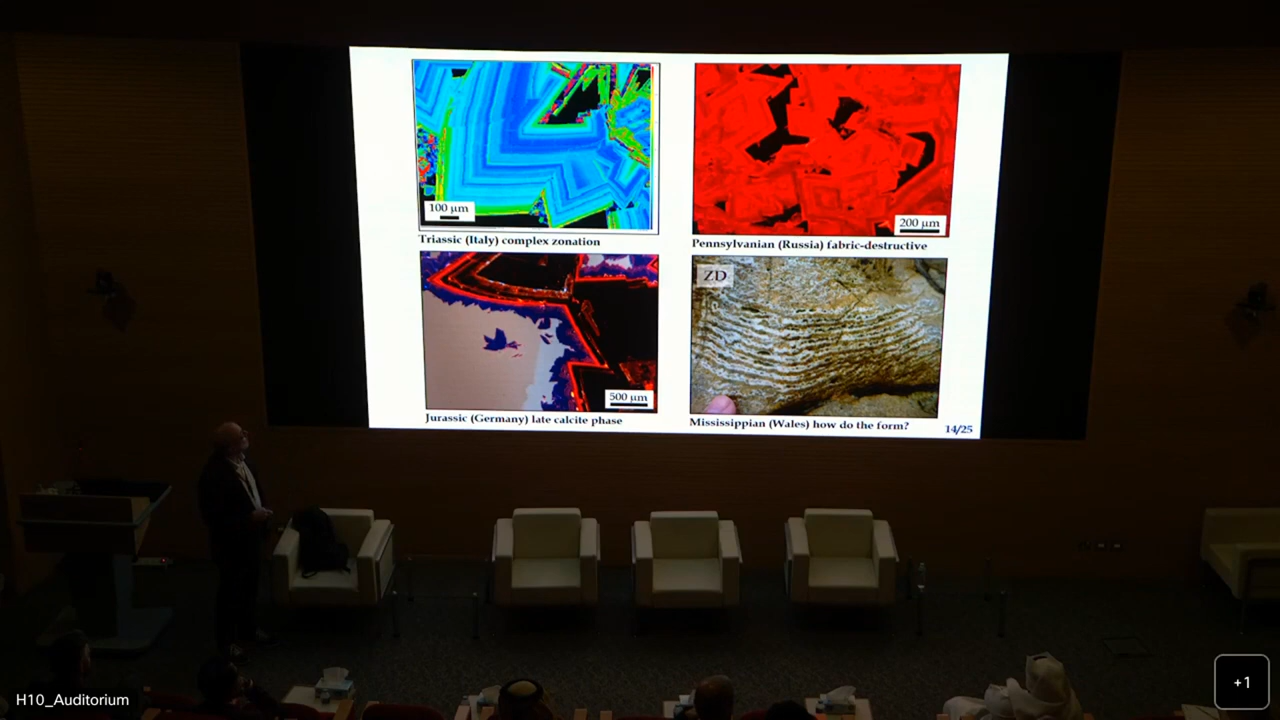 100 μm
Triassic (Italy) complex zonation
200 μm
Pennsylvanian (Russia) fabric-destructive
500 μm
Jurassic (Germany) late calcite phase
ZD
Mississippian (Wales) how do the form?
14/25
H10_Auditorium
+1